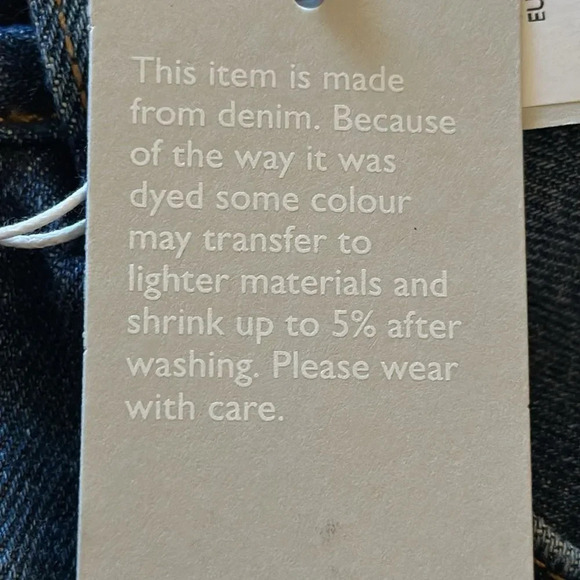 This item is made
from denim. Because
of the way it was
dyed some colour
may transfer to
lighter materials and
shrink up to 5% after
washing. Please wear
with care.